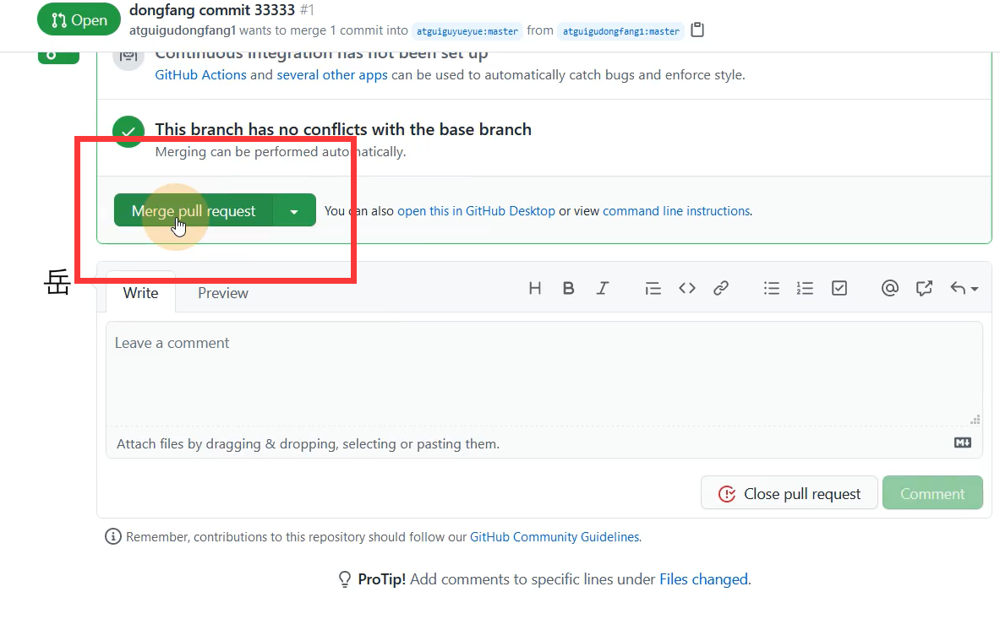 Open
dongfang commit 33333 #1
atguigudongfang1 wants to merge 1 commit into atguiguyueyue:master from atguigudongfang1:master
Continuous integration has not been set up
GitHub Actions and several other apps can be used to automatically catch bugs and enforce style.
This branch has no conflicts with the base branch
Merging can be performed automatically.
Merge pull request
You can also open this in GitHub Desktop or view command line instructions.
岳
Write Preview
Leave a comment
Attach files by dragging & dropping, selecting or pasting them.
Close pull request Comment
Remember, contributions to this repository should follow our GitHub Community Guidelines.
ProTip! Add comments to specific lines under Files changed.